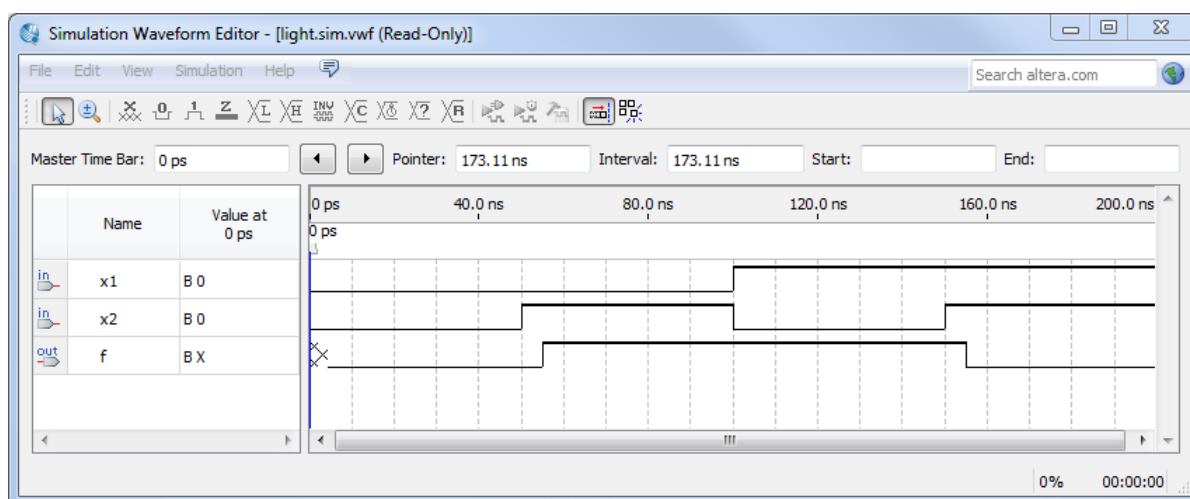 Simulation Waveform Editor - [light.sim.vwf (Read-Only)]
File Edit View Simulation Help
Search altera.com
Master Time Bar: 0 ps Pointer: 173.11 ns Interval: 173.11 ns Start: End:
Name Value at 0 ps
0 ps 40.0 ns 80.0 ns 120.0 ns 160.0 ns 200.0 ns
0 ps
in x1 B 0
in x2 B 0
out f B X
0% 00:00:00